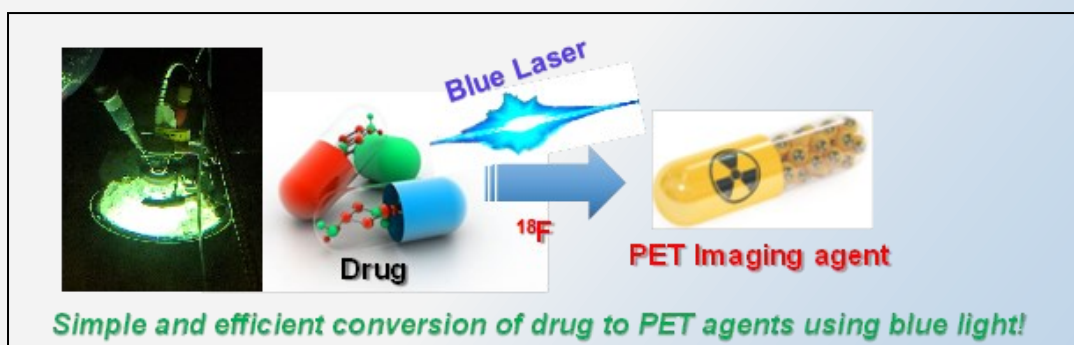 Blue Laser
18F
Drug
PET Imaging agent
Simple and efficient conversion of drug to PET agents using blue light!